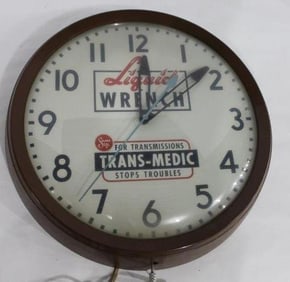 12
11 1
Liquid
10 2
WRENCH
9 3
FOR TRANSMISSIONS
TRANS-MEDIC
8 4
STOPS TROUBLES
7 5
6